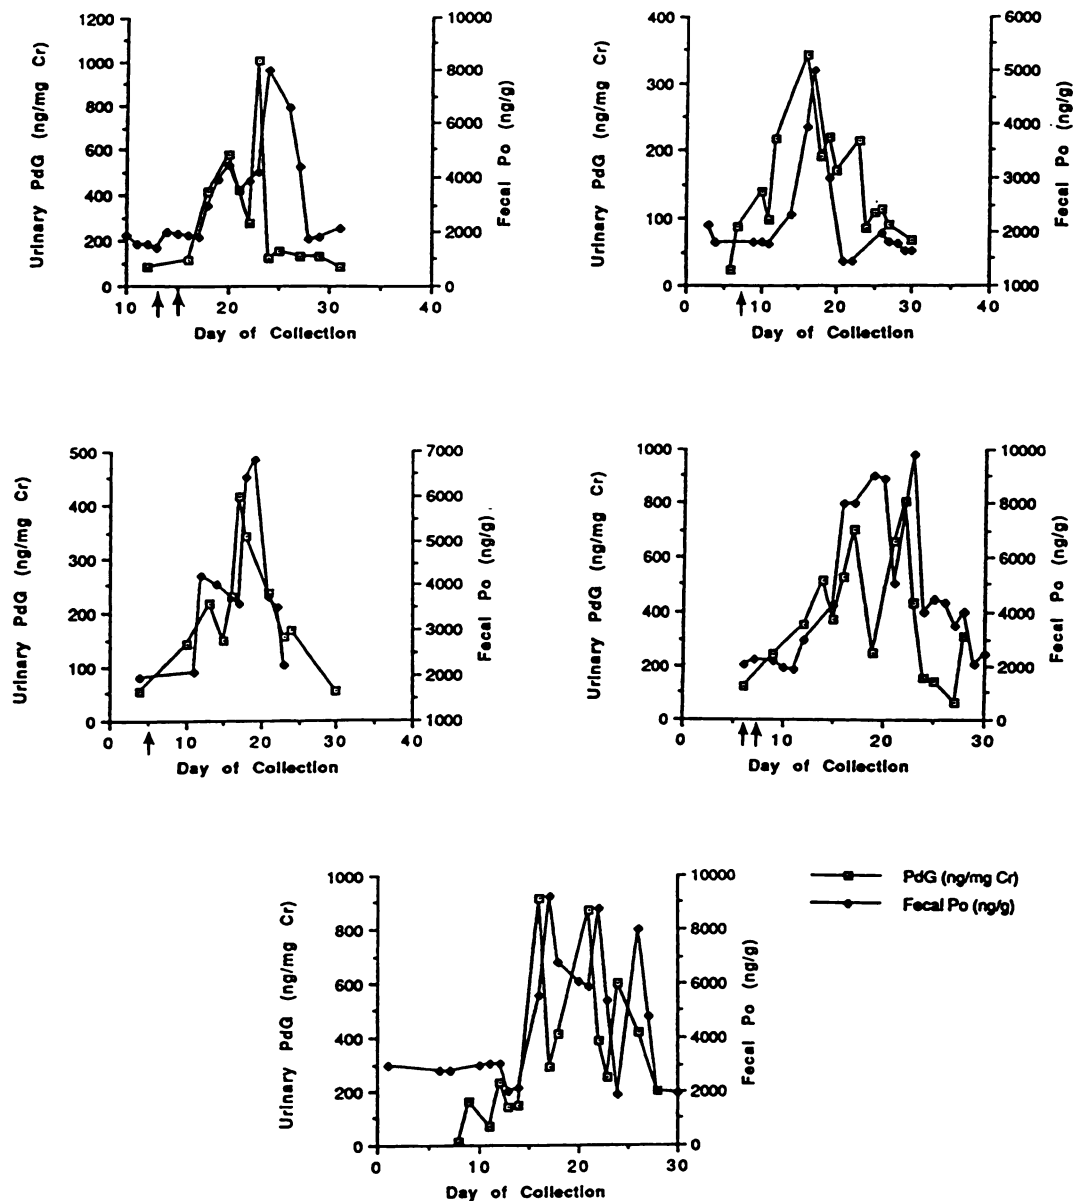 Urinary PdG (ng/mg Cr)
1200
1000
800
600
400
200
0
10000
8000
6000
4000
2000
0
Fecal Po (ng/g)
10 20 30 40
Day of Collection
Urinary PdG (ng/mg Cr)
400
300
200
100
0
6000
5000
4000
3000
2000
1000
Fecal Po (ng/g)
0 10 20 30 40
Day of Collection
Urinary PdG (ng/mg Cr)
500
400
300
200
100
0
7000
6000
5000
4000
3000
2000
1000
Fecal Po (ng/g)
0 10 20 30 40
Day of Collection
Urinary PdG (ng/mg Cr)
1000
800
600
400
200
0
10000
8000
6000
4000
2000
0
Fecal Po (ng/g)
0 10 20 30
Day of Collection
Urinary PdG (ng/mg Cr)
1000
800
600
400
200
0
10000
8000
6000
4000
2000
0
Fecal Po (ng/g)
0 10 20 30
Day of Collection
PdG (ng/mg Cr)
Fecal Po (ng/g)